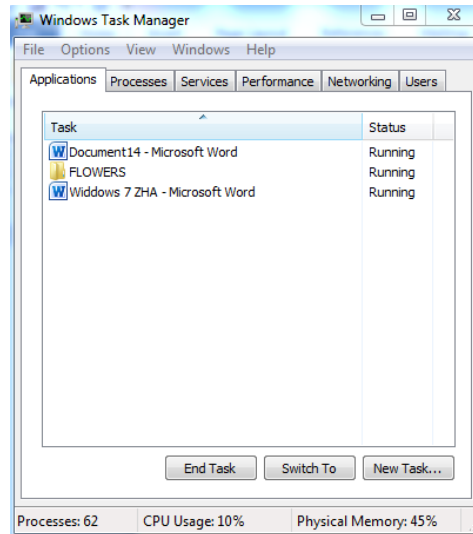 Windows Task Manager
File Options View Windows Help
Applications Processes Services Performance Networking Users
Task Status
Document14 - Microsoft Word Running
FLOWERS Running
Widdows 7 ZHA - Microsoft Word Running
End Task Switch To New Task...
Processes: 62 CPU Usage: 10% Physical Memory: 45%